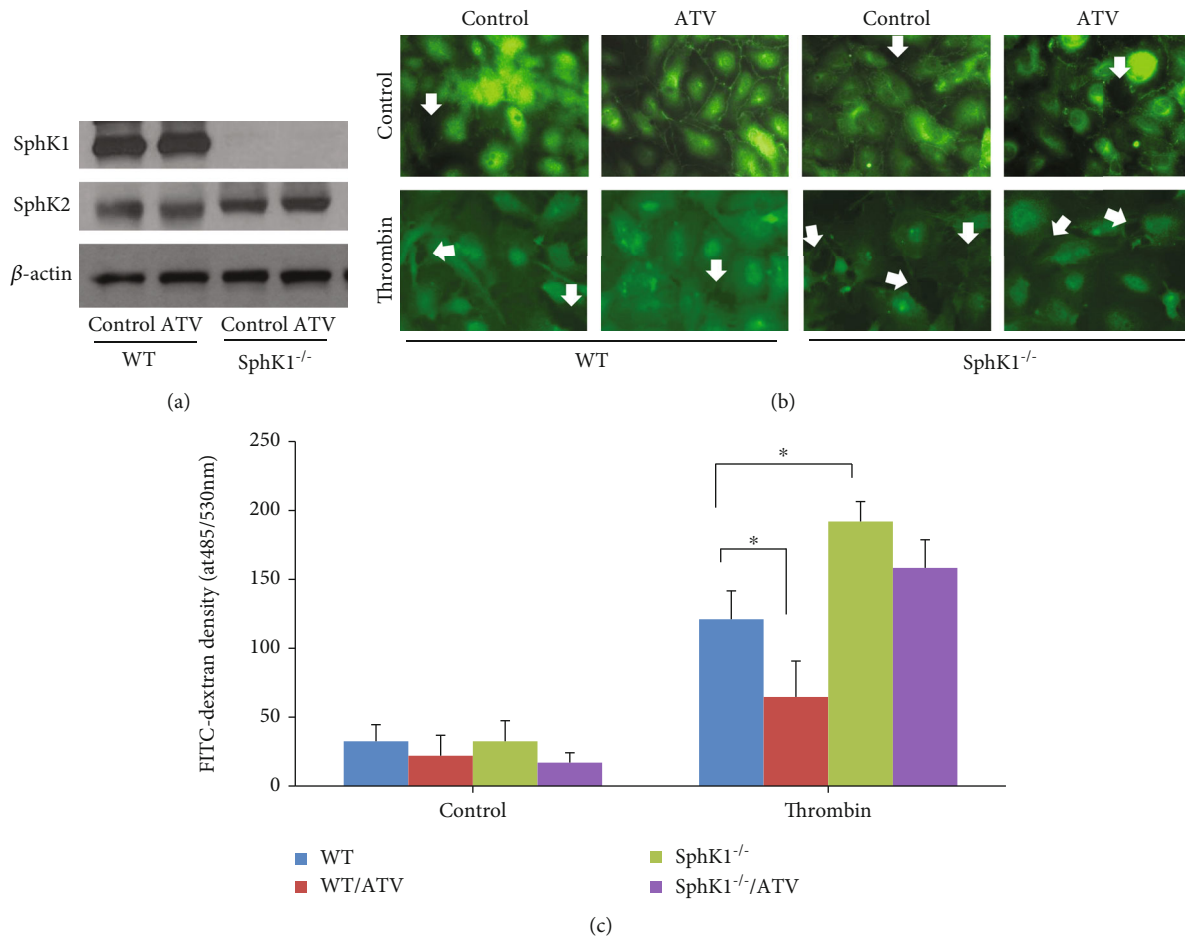 SphK1
SphK2
β-actin
Control ATV Control ATV
WT SphK1-/-
(a)
Control ATV Control ATV
Control
Thrombin
WT SphK1-/-
(b)
FITC-dextran density (at485/530nm)
250
200
150
100
50
0
* 
*
Control Thrombin
WT SphK1-/-
WT/ATV SphK1-/-/ATV
(c)